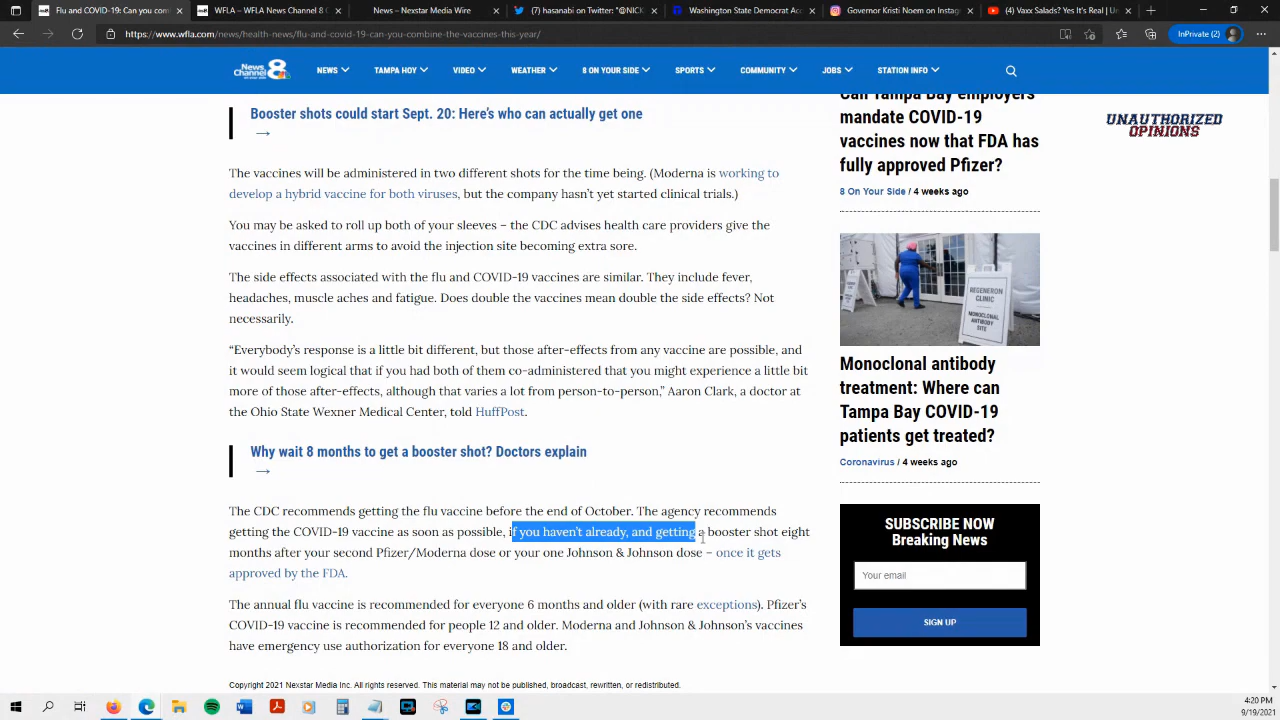 Can you combine the flu and C
WFLA – WFLA News Channel 8
News – Governor Kristi Noem
(7) hasanabi on Twitter: "@NICK
Washington State Democrat Ac
Governor Kristi Noem on Instag
(4) Vaxx Salads? Yes It's Real | U
https://www.wfla.com/news/health-news/flu-and-covid-19-can-you-combine-the-vaccines-this-year/
InPrivate (2)
News Channel 8
NEWS
TAMPA HOY
VIDEO
WEATHER
8 ON YOUR SIDE
SPORTS
COMMUNITY
JOBS
STATION INFO
Booster shots could start Sept. 20: Here's who can actually get one
→
The vaccines will be administered in two different shots for the time being. (Moderna is working to
develop a hybrid vaccine for both viruses, but the company hasn't yet started clinical trials.)
You may be asked to roll up both of your sleeves – the CDC advises health care providers give the
vaccines in different arms to avoid the injection site becoming extra sore.
The side effects associated with the flu and COVID-19 vaccines are similar. They include fever,
headaches, muscle aches and fatigue. Does double the vaccines mean double the side effects? Not
necessarily.
“Everybody's response is a little bit different, but those after-effects from any vaccine are possible, and
it would seem logical that if you had both of them co-administered that you might experience a little bit
more of those after-effects, although that varies a lot from person-to-person,” Aaron Clark, a doctor at
the Ohio State Wexner Medical Center, told HuffPost.
Why wait 8 months to get a booster shot? Doctors explain
→
The CDC recommends getting the flu vaccine before the end of October. The agency recommends
getting the COVID-19 vaccine as soon as possible, if you haven't already, and getting a booster shot eight
months after your second Pfizer/Moderna dose or your one Johnson & Johnson dose – once it gets
approved by the FDA.
The annual flu vaccine is recommended for everyone 6 months and older (with rare exceptions). Pfizer's
COVID-19 vaccine is recommended for people 12 and older. Moderna and Johnson & Johnson's vaccines
have emergency use authorization for everyone 18 and older.
Copyright 2021 Nexstar Media Inc. All rights reserved. This material may not be published, broadcast, rewritten, or redistributed.
Can Tampa Bay employers
mandate COVID-19
vaccines now that FDA has
fully approved Pfizer?
8 On Your Side / 4 weeks ago
REGENERON
CLINIC
MONOCLONAL
ANTIBODY
SITE
Monoclonal antibody
treatment: Where can
Tampa Bay COVID-19
patients get treated?
Coronavirus / 4 weeks ago
SUBSCRIBE NOW
Breaking News
Your email
SIGN UP
UNAUTHORIZED
OPINIONS
4:20 PM
9/19/2021